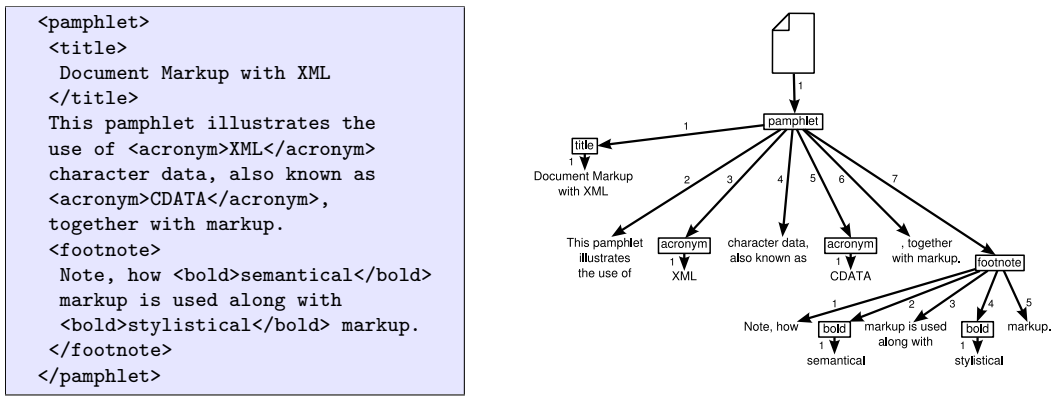 <pamphlet>
<title>
Document Markup with XML
</title>
This pamphlet illustrates the
use of <acronym>XML</acronym>
character data, also known as
<acronym>CDATA</acronym>,
together with markup.
<footnote>
Note, how <bold>semantical</bold>
markup is used along with
<bold>stylistical</bold> markup.
</footnote>
</pamphlet>
1
pamphlet
1
title
1
Document Markup
with XML
2
3
4
5
6
7
This pamphlet
illustrates
the use of
acronym
1
XML
character data,
also known as
acronym
1
CDATA
, together
with markup.
footnote
1
2
3
4
5
Note, how
bold
1
semantical
markup is used
along with
bold
1
stylistical
markup.